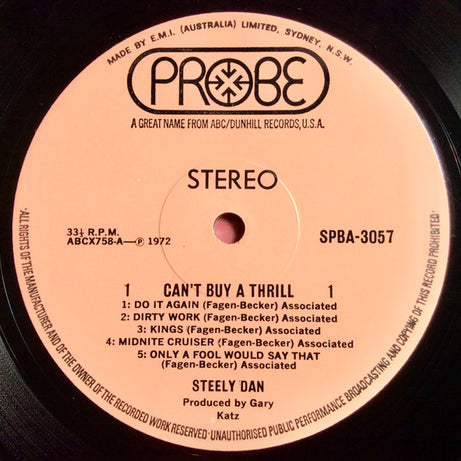 MADE BY E.M.I. (AUSTRALIA) LIMITED, SYDNEY, N.S.W.
PROBE
A GREAT NAME FROM ABC/DUNHILL RECORDS, U.S.A.
STEREO
33⅓ R.P.M.
ABCX758-A—Ⓟ 1972
SPBA-3057
1 CAN'T BUY A THRILL 1
1: DO IT AGAIN (Fagen-Becker) Associated
2: DIRTY WORK (Fagen-Becker) Associated
3: KINGS (Fagen-Becker) Associated
4: MIDNITE CRUISER (Fagen-Becker) Associated
5: ONLY A FOOL WOULD SAY THAT
(Fagen-Becker) Associated
STEELY DAN
Produced by Gary
Katz
·ALL RIGHTS OF THE MANUFACTURER AND OF THE OWNER OF THE RECORDED WORK RESERVED·UNAUTHORISED PUBLIC PERFORMANCE BROADCASTING AND COPYING OF THIS RECORD PROHIBITED·